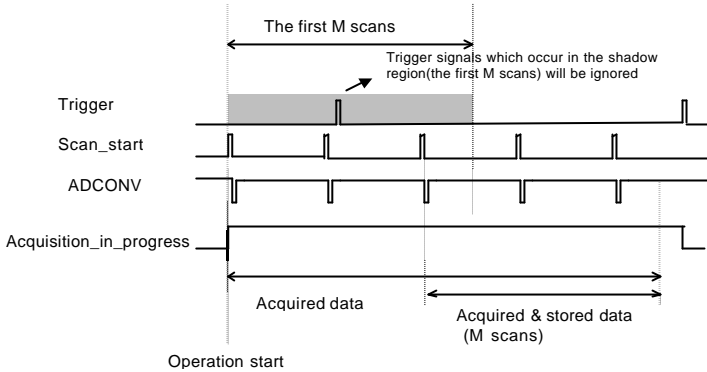 The first M scans
Trigger signals which occur in the shadow
region(the first M scans) will be ignored
Trigger
Scan_start
ADCONV
Acquisition_in_progress
Acquired data
Acquired & stored data
(M scans)
Operation start